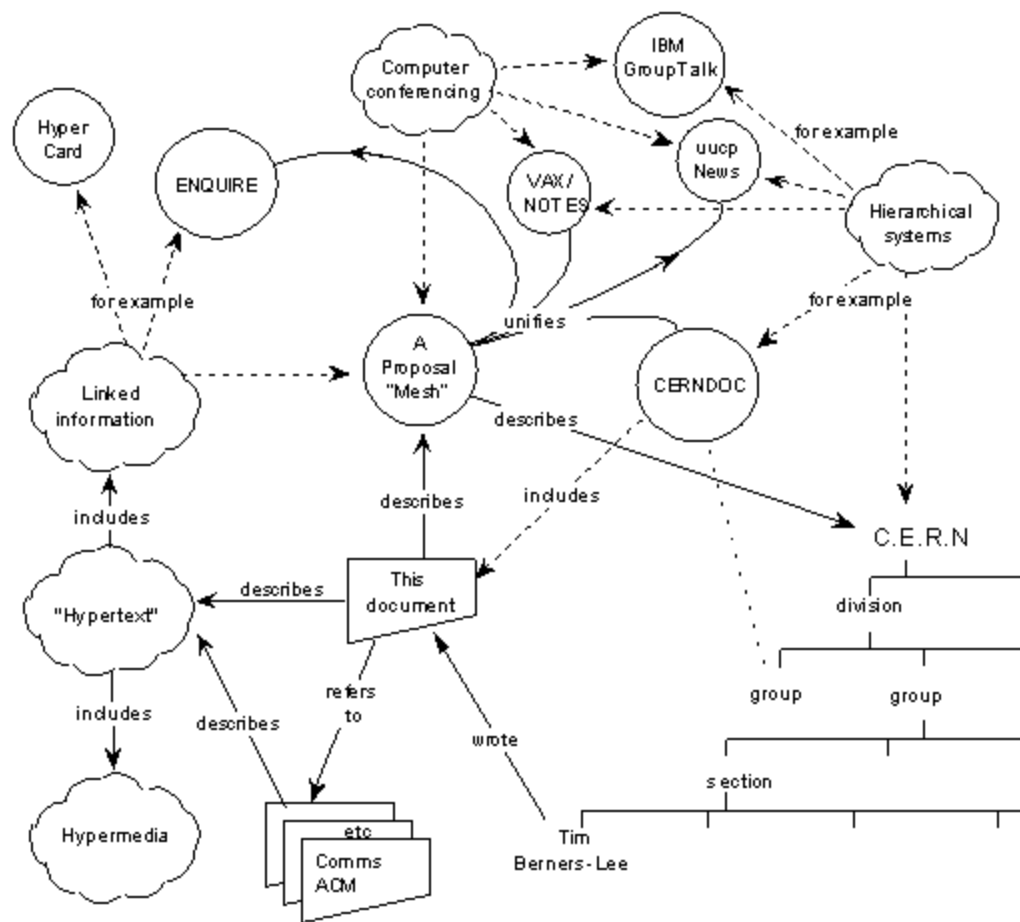 IBM
GroupTalk
Computer
conferencing
Hyper
Card
ENQUIRE
uucp
News
VAX/
NOTES
for example
Hierarchical
systems
for example
unifies
for example
A
Proposal
"Mesh"
CERNDOC
Linked
information
describes
includes
describes
includes
C.E.R.N
This
document
describes
"Hypertext"
division
refers
to
group
group
includes
describes
wrote
section
Hypermedia
etc
Tim
Berners-Lee
Comms
ACM